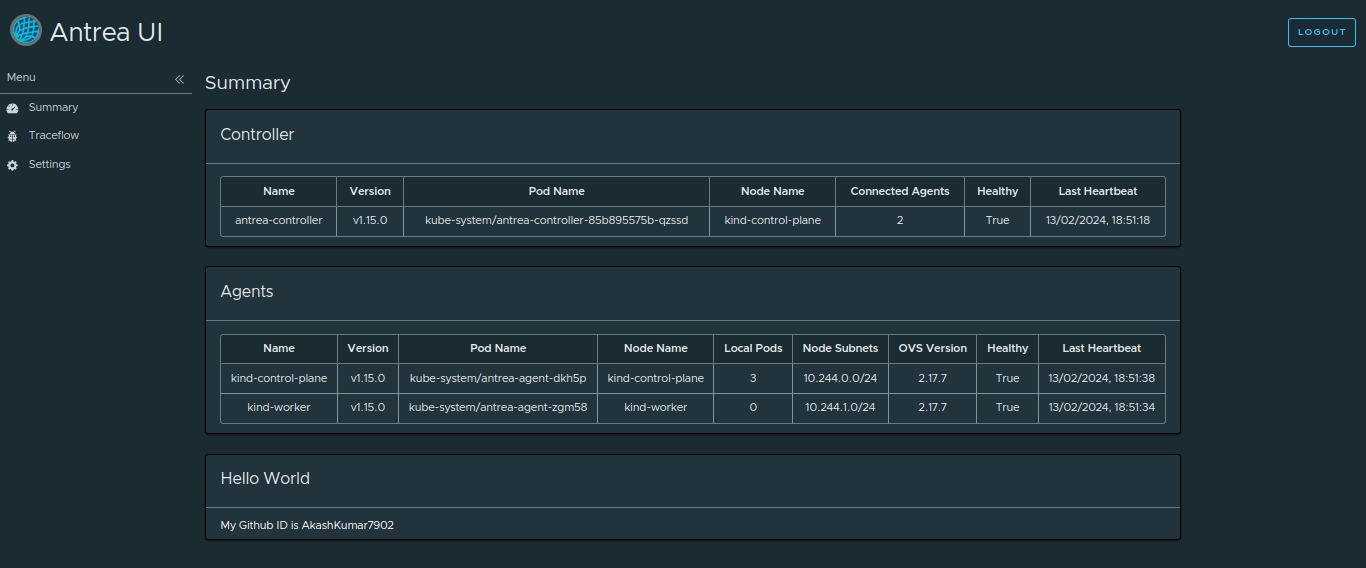 Antrea UI
LOGOUT
Menu
Summary
Traceflow
Settings
Summary
Controller
Name Version Pod Name Node Name Connected Agents Healthy Last Heartbeat
antrea-controller v1.15.0 kube-system/antrea-controller-85b895575b-qzssd kind-control-plane 2 True 13/02/2024, 18:51:18
Agents
Name Version Pod Name Node Name Local Pods Node Subnets OVS Version Healthy Last Heartbeat
kind-control-plane v1.15.0 kube-system/antrea-agent-dkh5p kind-control-plane 3 10.244.0.0/24 2.17.7 True 13/02/2024, 18:51:38
kind-worker v1.15.0 kube-system/antrea-agent-zgm58 kind-worker 0 10.244.1.0/24 2.17.7 True 13/02/2024, 18:51:34
Hello World
My Github ID is AkashKumar7902